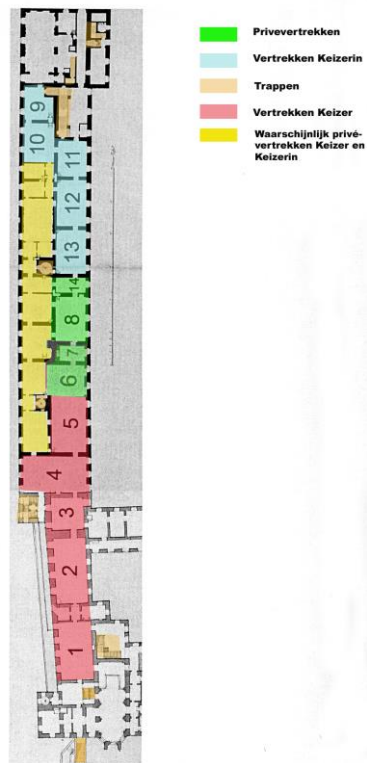 Privevertrekken
Vertrekken Keizerin
Trappen
Vertrekken Keizer
Waarschijnlijk privé-
vertrekken Keizer en
Keizerin
9
10
11
12
13
14
8
7
6
5
4
3
2
1